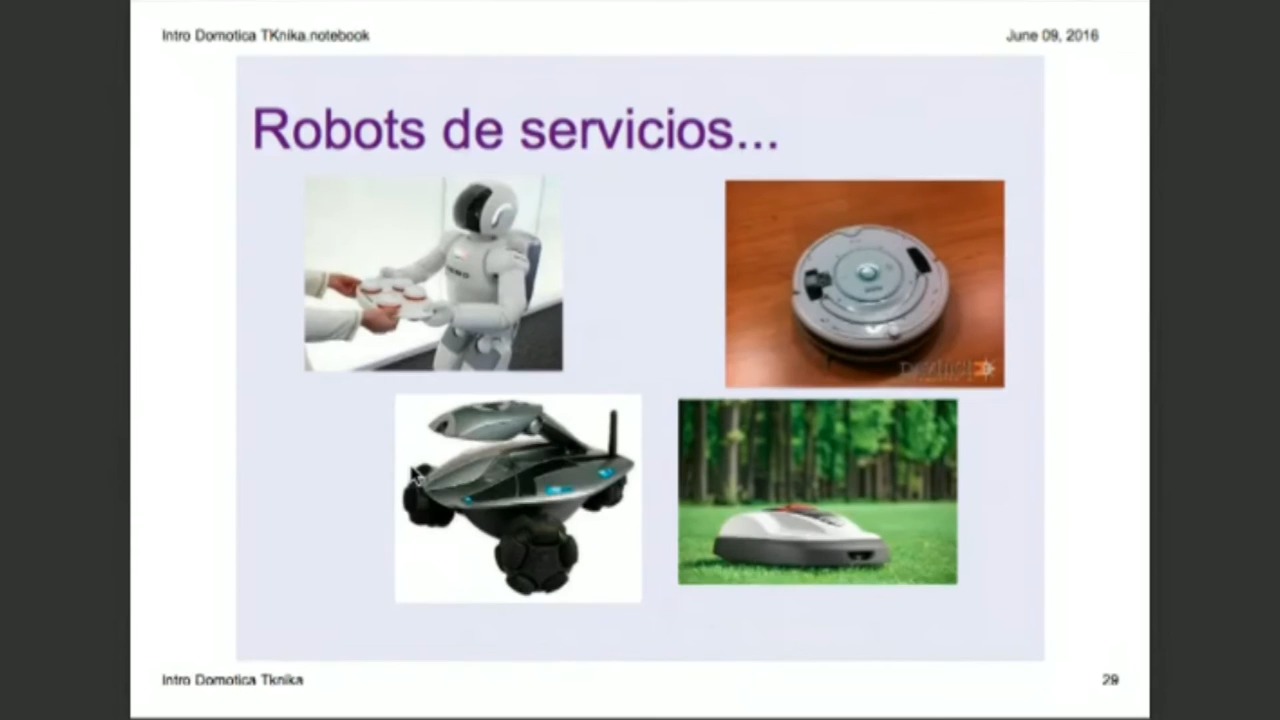 Intro Domotica TKnika.notebook
June 09, 2016
Robots de servicios...
Intro Domotica Tknika
29